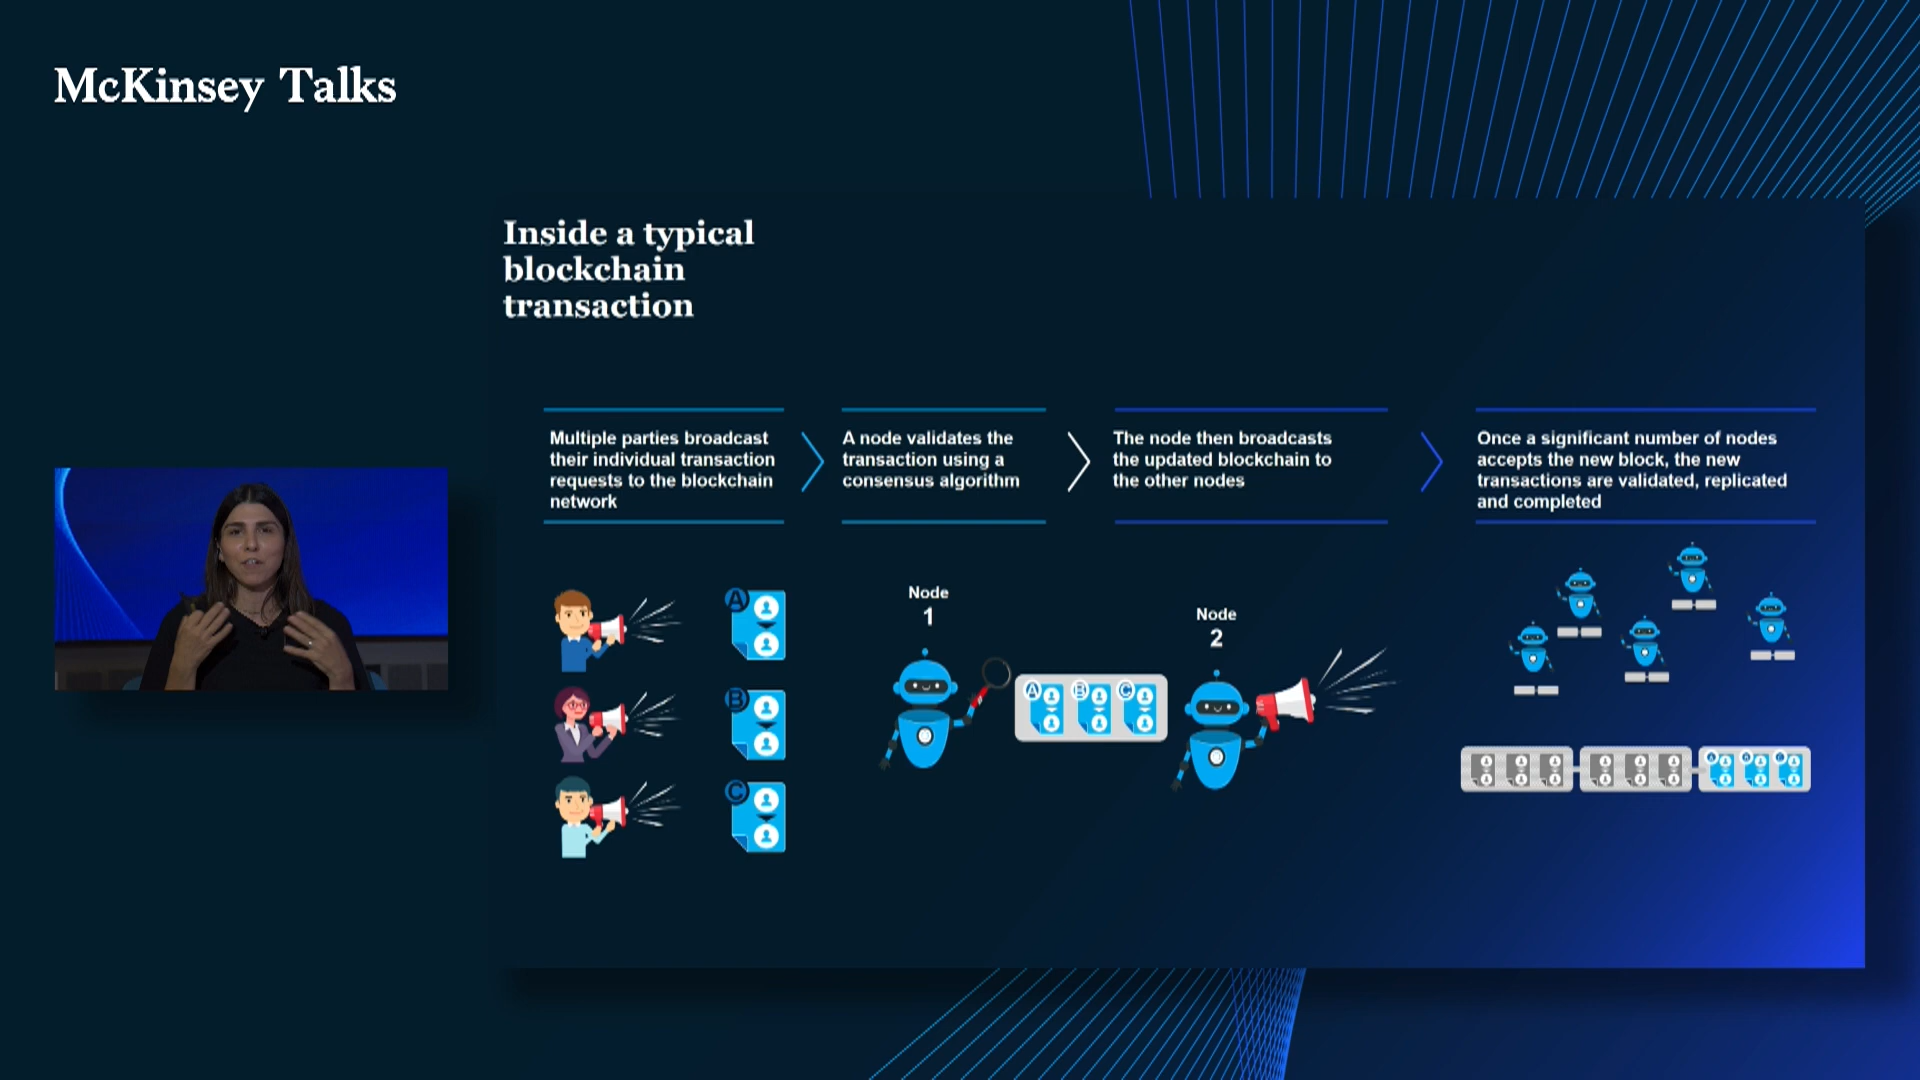 McKinsey Talks
Inside a typical
blockchain
transaction
Multiple parties broadcast
their individual transaction
requests to the blockchain
network
A node validates the
transaction using a
consensus algorithm
The node then broadcasts
the updated blockchain to
the other nodes
Once a significant number of nodes
accepts the new block, the new
transactions are validated, replicated
and completed
A
B
C
Node
1
A B C
Node
2